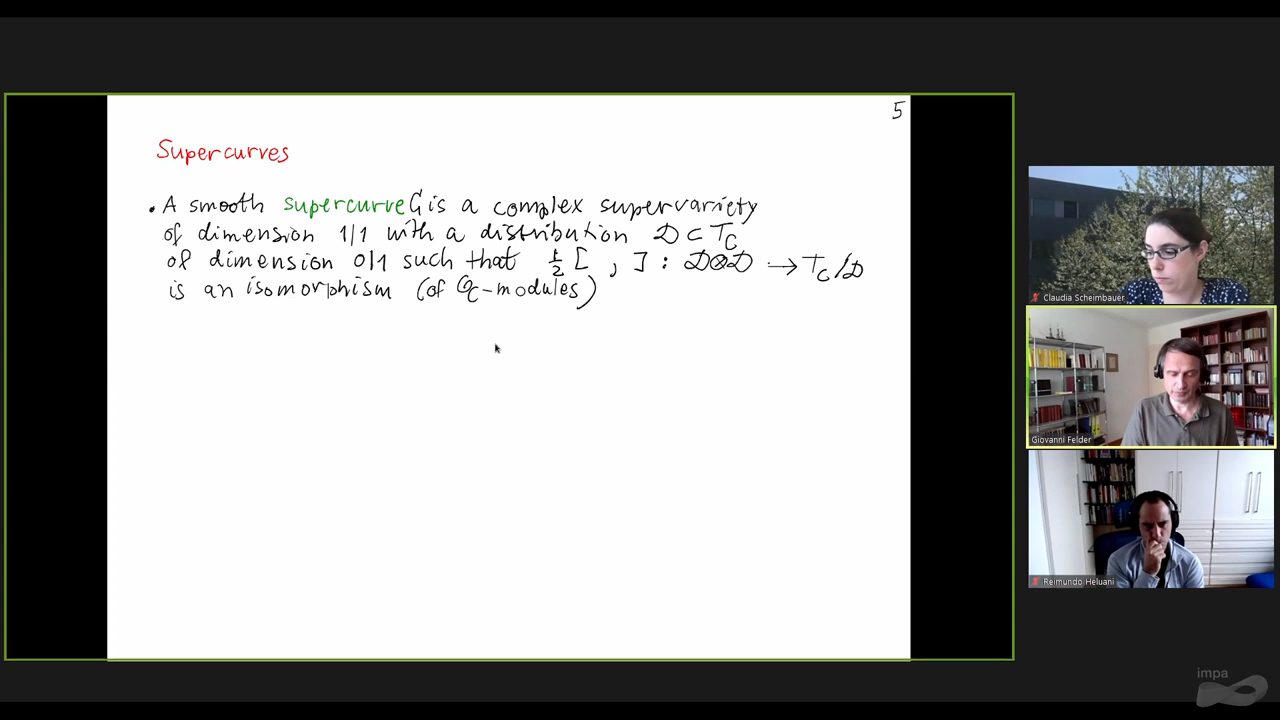 5
Supercurves
• A smooth supercurve C is a complex supervariety
of dimension 1|1 with a distribution D ⊂ T_C
of dimension 0|1 such that ½[ , ] : D⊗D → T_C/D
is an isomorphism (of O_C-modules)
Claudia Scheimbauer
Giovanni Felder
Reimundo Heluani
impa